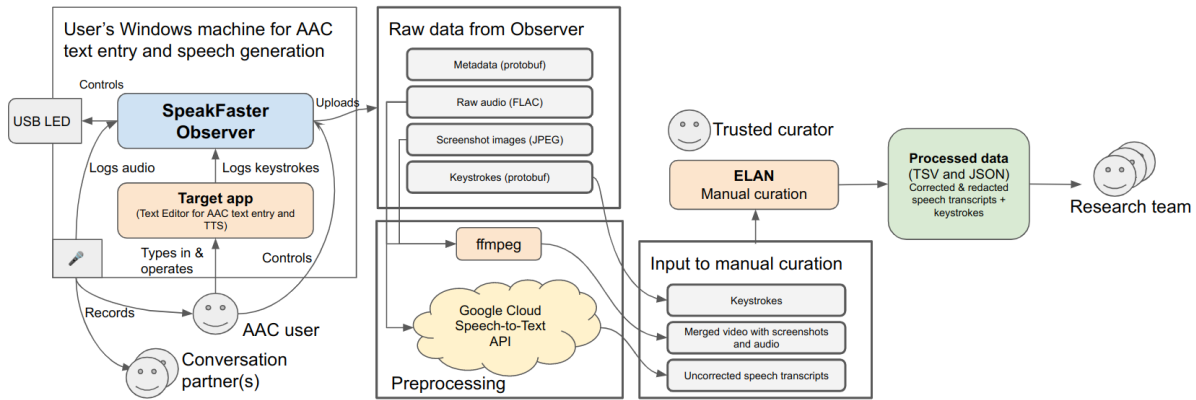 User's Windows machine for AAC
text entry and speech generation
Controls
USB LED
SpeakFaster
Observer
Uploads
Logs audio
Logs keystrokes
Target app
(Text Editor for AAC text entry and
TTS)
Types in &
operates
Controls
Records
AAC user
Conversation
partner(s)
Raw data from Observer
Metadata (protobuf)
Raw audio (FLAC)
Screenshot images (JPEG)
Keystrokes (protobuf)
ffmpeg
Google Cloud
Speech-to-Text
API
Preprocessing
Input to manual curation
Keystrokes
Merged video with screenshots
and audio
Uncorrected speech transcripts
Trusted curator
ELAN
Manual curation
Processed data
(TSV and JSON)
Corrected & redacted
speech transcripts +
keystrokes
Research team